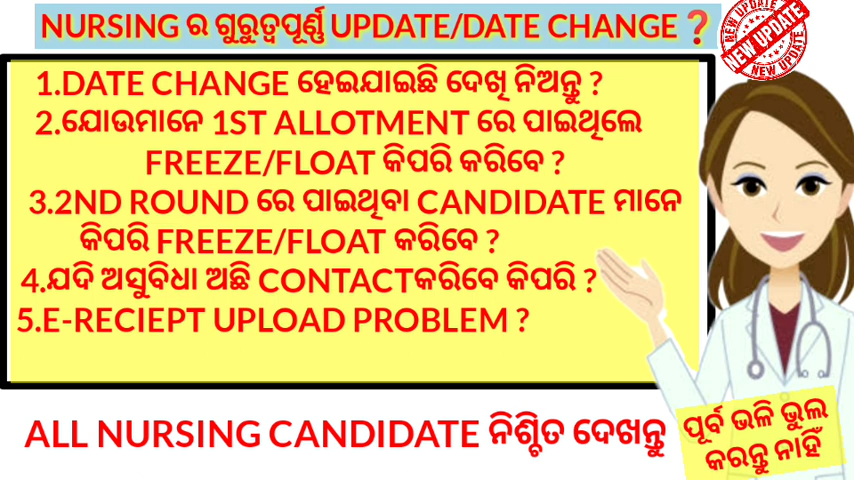 NURSING ର ଗୁରୁତ୍ୱପୂର୍ଣ୍ଣ UPDATE/DATE CHANGE ❓
NEW UPDATE
NEW UPDATE
NEW UPDATE
1.DATE CHANGE ହେଇଯାଇଛି ଦେଖି ନିଅନ୍ତୁ ?
2.ଯୋଉମାନେ 1ST ALLOTMENT ରେ ପାଇଥିଲେ
FREEZE/FLOAT କିପରି କରିବେ ?
3.2ND ROUND ରେ ପାଇଥିବା CANDIDATE ମାନେ
କିପରି FREEZE/FLOAT କରିବେ ?
4.ଯଦି ଅସୁବିଧା ଅଛି CONTACTକରିବେ କିପରି ?
5.E-RECIEPT UPLOAD PROBLEM ?
ALL NURSING CANDIDATE ନିଶ୍ଚିତ ଦେଖନ୍ତୁ
ପୂର୍ବ ଭଳି ଭୁଲ
କରନ୍ତୁ ନାହିଁ